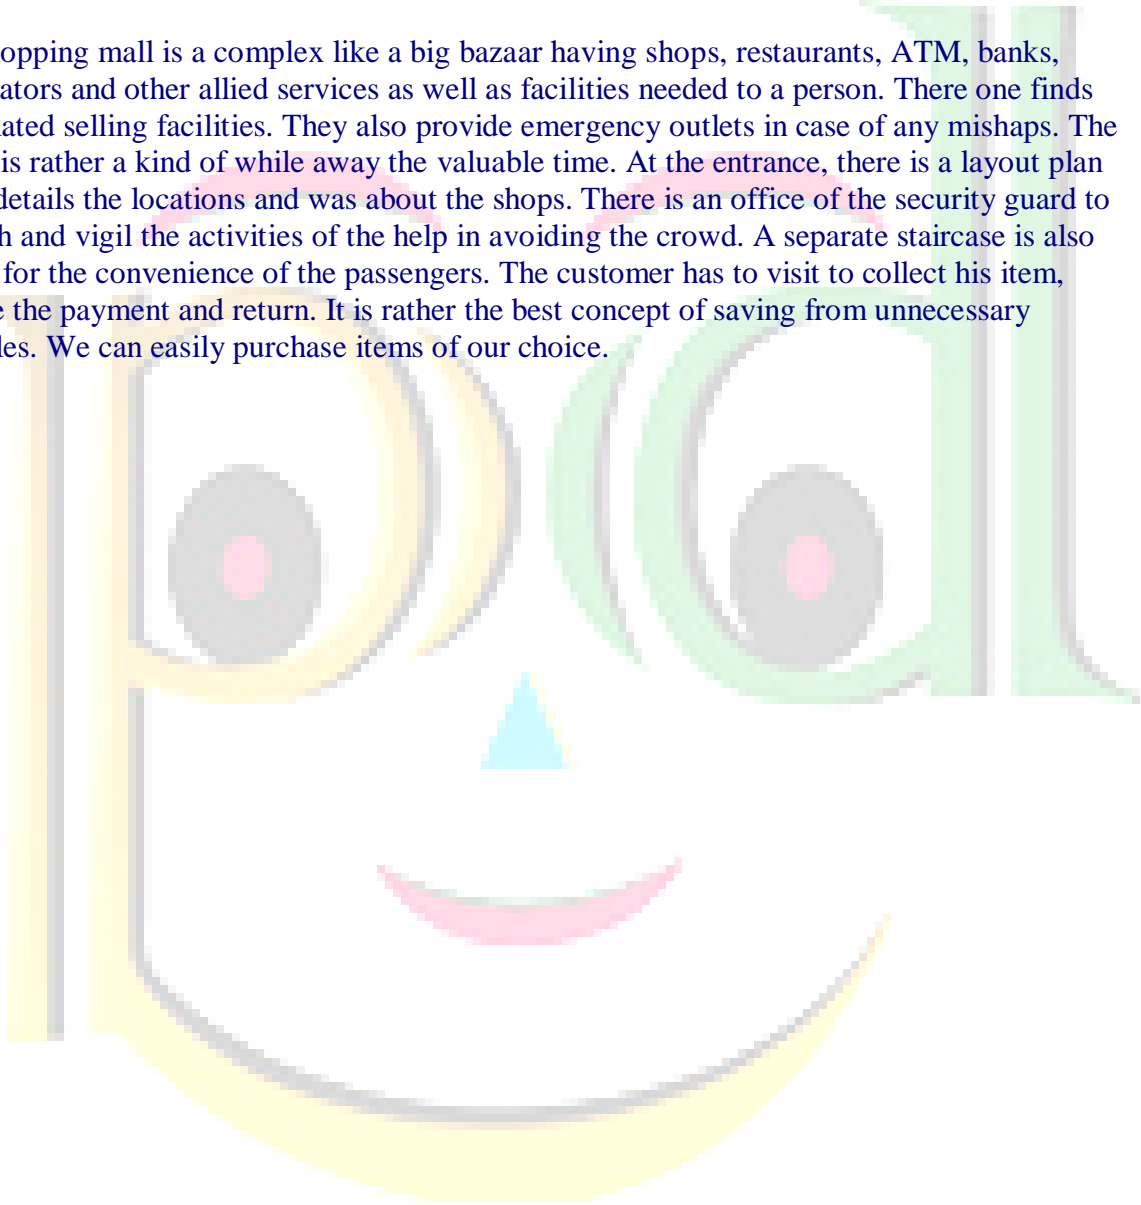 opping mall is a complex like a big bazaar having shops, restaurants, ATM, banks,
ators and other allied services as well as facilities needed to a person. There one finds
ated selling facilities. They also provide emergency outlets in case of any mishaps. The
is rather a kind of while away the valuable time. At the entrance, there is a layout plan
details the locations and was about the shops. There is an office of the security guard to
h and vigil the activities of the help in avoiding the crowd. A separate staircase is also
for the convenience of the passengers. The customer has to visit to collect his item,
e the payment and return. It is rather the best concept of saving from unnecessary
les. We can easily purchase items of our choice.